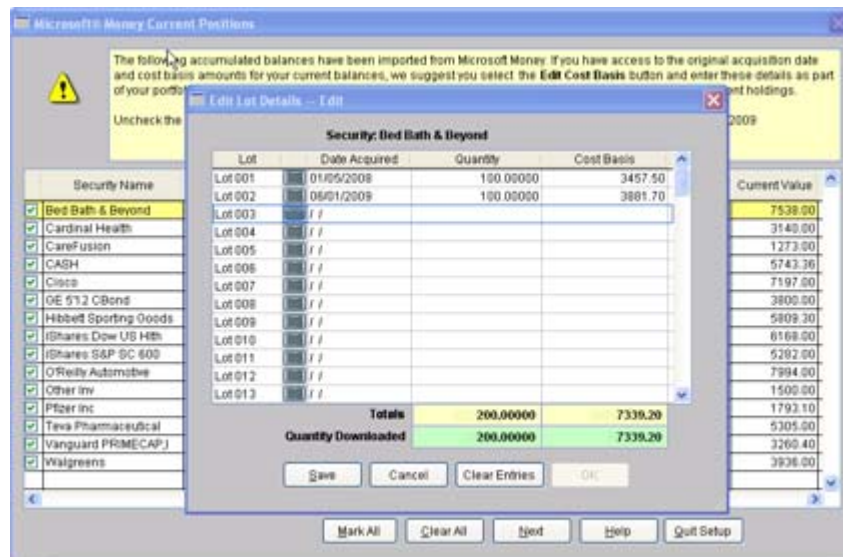 Microsoft® Money Current Positions
The following accumulated balances have been imported from Microsoft Money. If you have access to the original acquisition date
and cost basis amounts for your current balances, we suggest you select the Edit Cost Basis button and enter these details as part
of your ent holdings.
Uncheck the 2009
Edit Lot Details -- Edit
Security: Bed Bath & Beyond
Lot Date Acquired Quantity Cost Basis
Lot 001 01/05/2008 100.00000 3457.50
Lot 002 06/01/2009 100.00000 3881.70
Lot 003 / /
Lot 004 / /
Lot 005 / /
Lot 006 / /
Lot 007 / /
Lot 008 / /
Lot 009 / /
Lot 010 / /
Lot 011 / /
Lot 012 / /
Lot 013 / /
Totals 200.00000 7339.20
Quantity Downloaded 200.00000 7339.20
Save Cancel Clear Entries OK
Security Name Current Value
Bed Bath & Beyond 7538.00
Cardinal Health 3140.00
CareFusion 1273.00
CASH 5743.36
Cisco 7197.00
GE 5'12 CBond 3800.00
Hibbett Sporting Goods 5809.30
iShares Dow US Hlth 6168.00
iShares S&P SC 600 5282.00
O'Reilly Automotive 7994.00
Other Inv 1500.00
Pfizer Inc 1793.10
Teva Pharmaceutical 5305.00
Vanguard PRIMECAP,I 3260.40
Walgreens 3936.00
Mark All Clear All Next Help Quit Setup